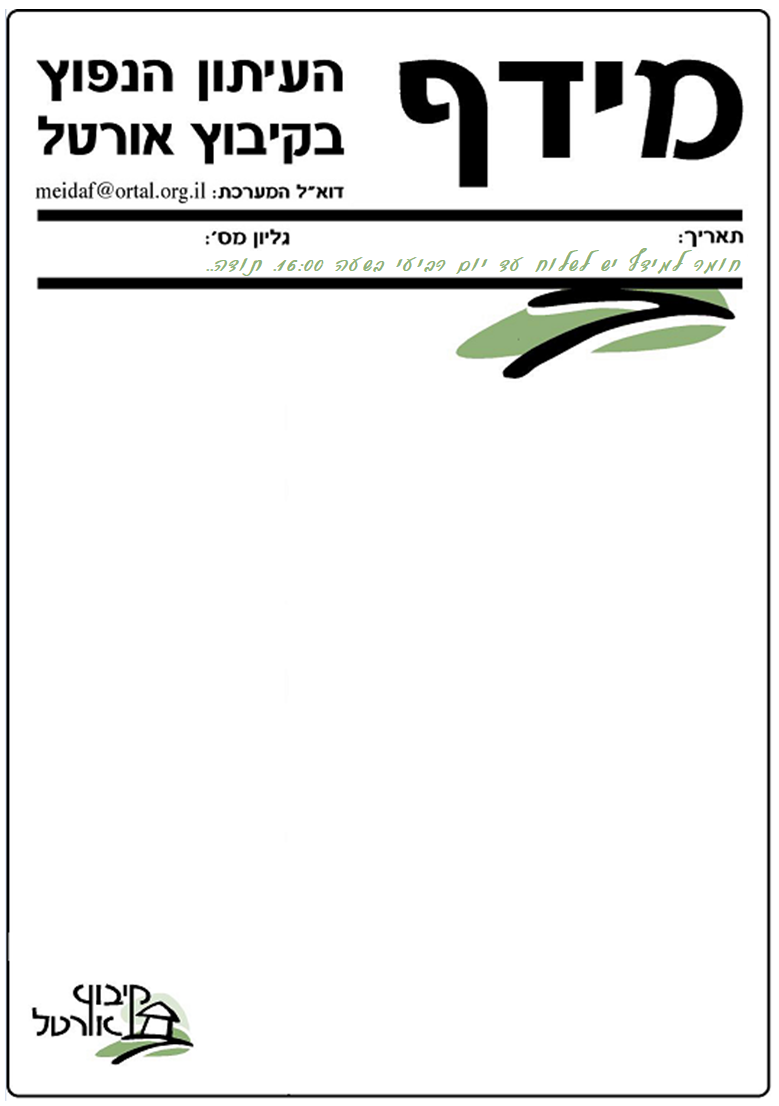 מידף
העיתון הנפוץ
בקיבוץ אורטל
דוא״ל המערכת: meidaf@ortal.org.il
תאריך: גליון מס׳:
חומר למידף יש לשלוח עד יום רביעי בשעה 16:00. תודה..
קיבוץ
אורטל